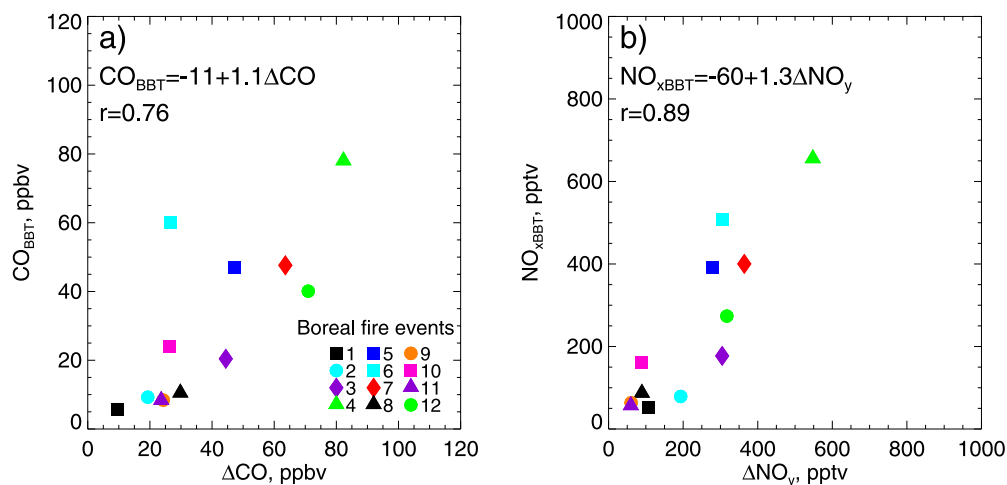 a)
CO_BBT=-11+1.1ΔCO
r=0.76
120
100
80
60
40
20
0
CO_BBT, ppbv
0 20 40 60 80 100 120
ΔCO, ppbv
Boreal fire events
1 5 9
2 6 10
3 7 11
4 8 12
b)
NO_xBBT=-60+1.3ΔNO_y
r=0.89
1000
800
600
400
200
0
NO_xBBT, pptv
0 200 400 600 800 1000
ΔNO_y, pptv